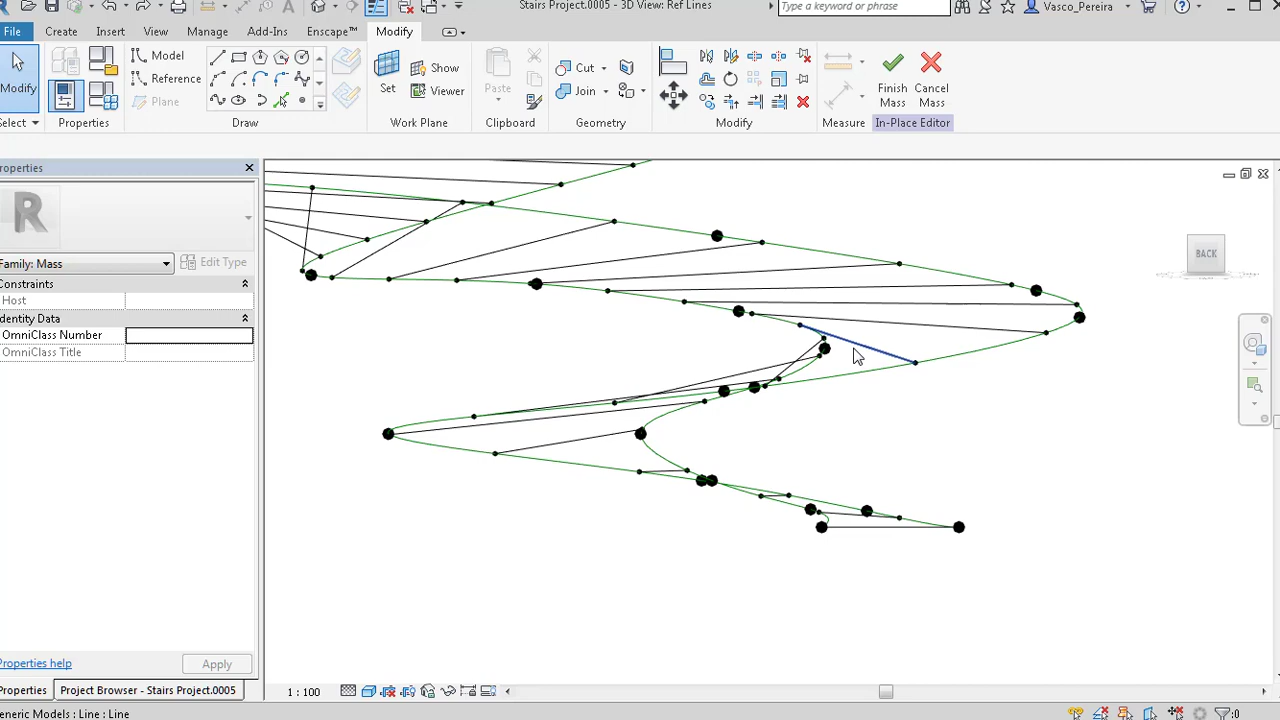 Stairs Project.0005 - 3D View: Ref Lines
Type a keyword or phrase
Vasco_Pereira
File Create Insert View Manage Add-Ins Enscape™ Modify
Modify
Select
Properties
Model
Reference
Plane
Draw
Set
Show
Viewer
Work Plane
Paste
Clipboard
Cut
Join
Geometry
Modify
Measure
Finish
Mass
Cancel
Mass
In-Place Editor
roperties
R
Family: Mass
Edit Type
Constraints
Host
dentity Data
OmniClass Number
OmniClass Title
BACK
Properties help
Apply
Properties
Project Browser - Stairs Project.0005
1 : 100
eneric Models : Line : Line
:0